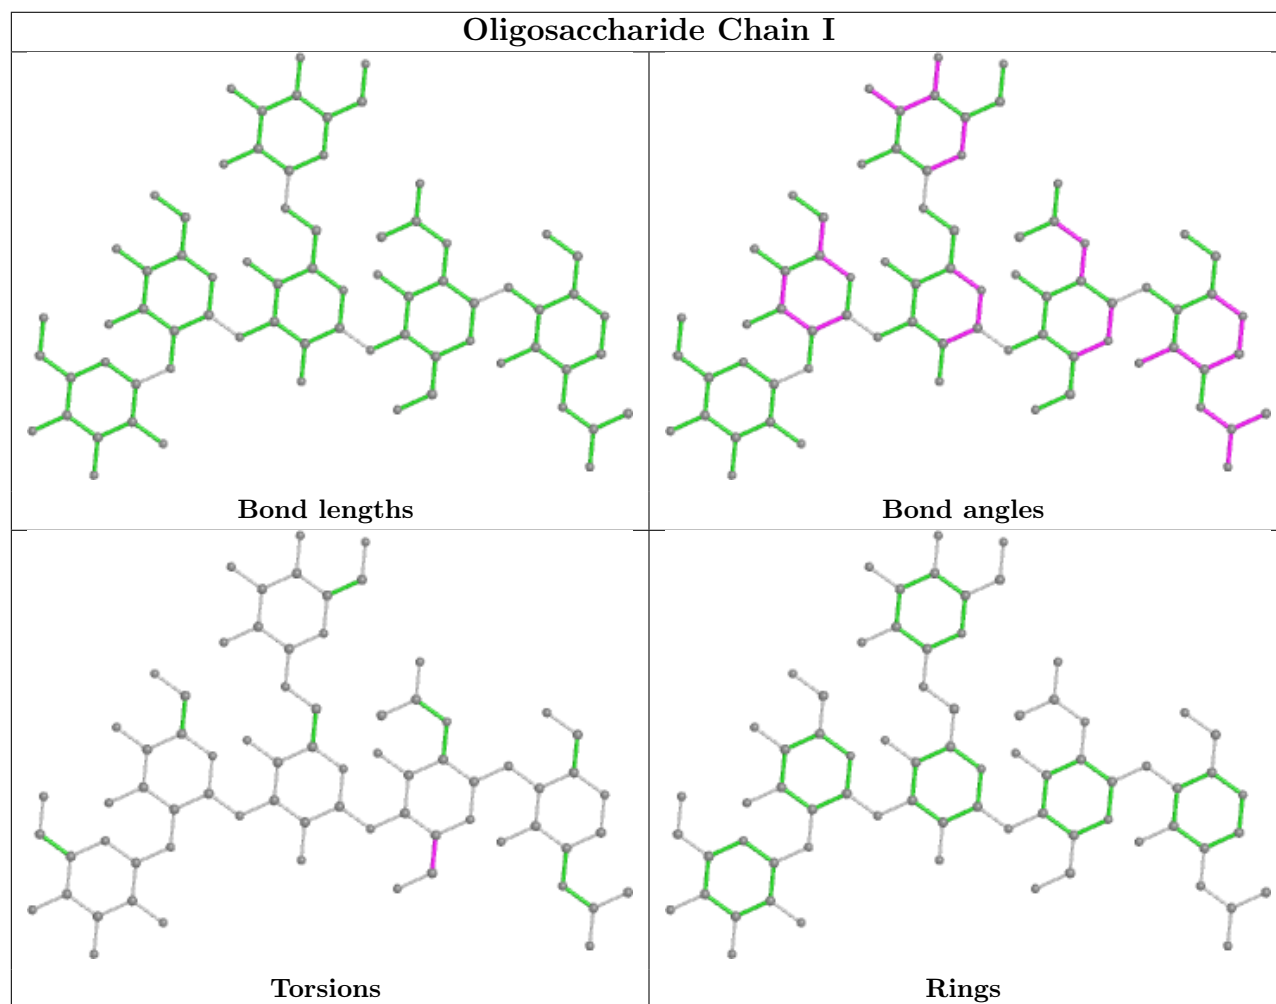 Oligosaccharide Chain I
Bond lengths
Bond angles
Torsions
Rings